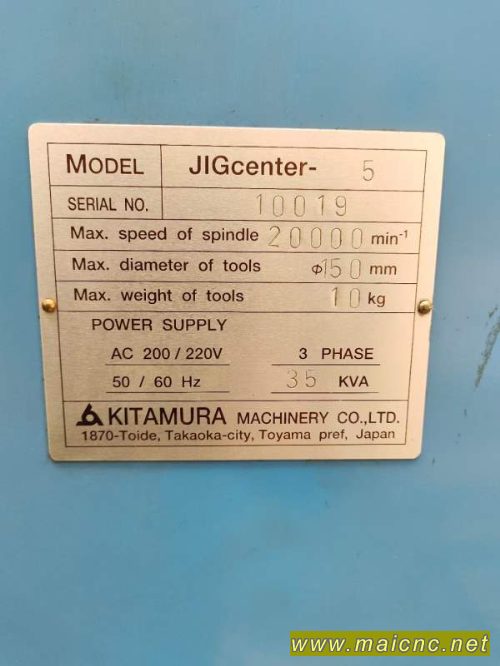 MODEL JIGcenter- 5
SERIAL NO. 10019
Max. speed of spindle 20000 min-1
Max. diameter of tools φ150 mm
Max. weight of tools 10 kg
POWER SUPPLY
AC 200 / 220V 3 PHASE
50 / 60 Hz 35 KVA
KITAMURA MACHINERY CO.,LTD.
1870-Toide, Takaoka-city, Toyama pref, Japan
www.maicnc.net